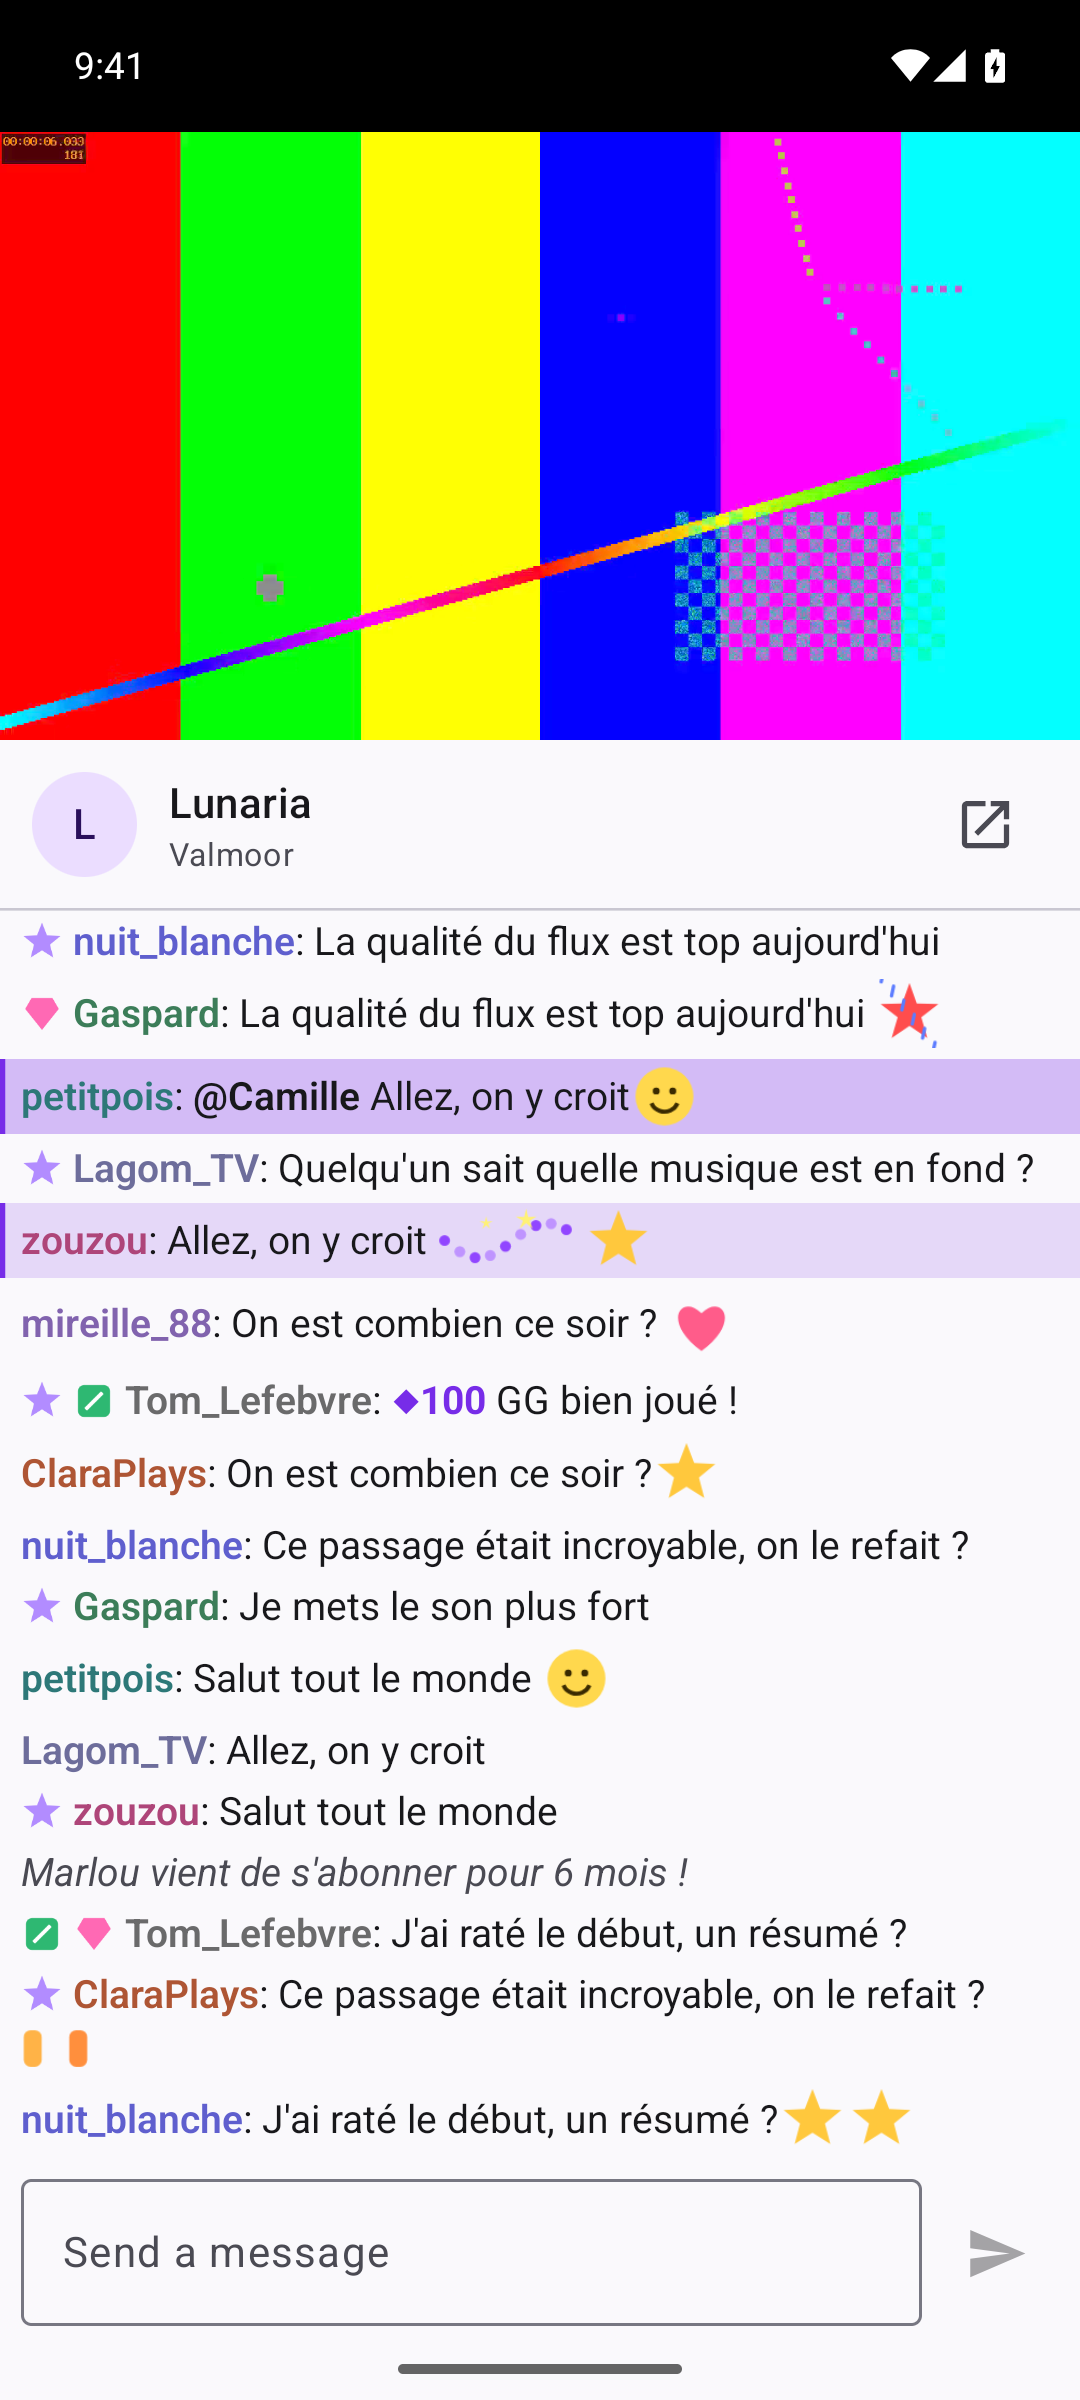 9:41
00:00:06.033
181
L
Lunaria
Valmoor
nuit_blanche: La qualité du flux est top aujourd'hui
Gaspard: La qualité du flux est top aujourd'hui
petitpois: @Camille Allez, on y croit
Lagom_TV: Quelqu'un sait quelle musique est en fond ?
zouzou: Allez, on y croit
mireille_88: On est combien ce soir ?
Tom_Lefebvre: 100 GG bien joué !
ClaraPlays: On est combien ce soir ?
nuit_blanche: Ce passage était incroyable, on le refait ?
Gaspard: Je mets le son plus fort
petitpois: Salut tout le monde
Lagom_TV: Allez, on y croit
zouzou: Salut tout le monde
Marlou vient de s'abonner pour 6 mois !
Tom_Lefebvre: J'ai raté le début, un résumé ?
ClaraPlays: Ce passage était incroyable, on le refait ?
nuit_blanche: J'ai raté le début, un résumé ?
Send a message